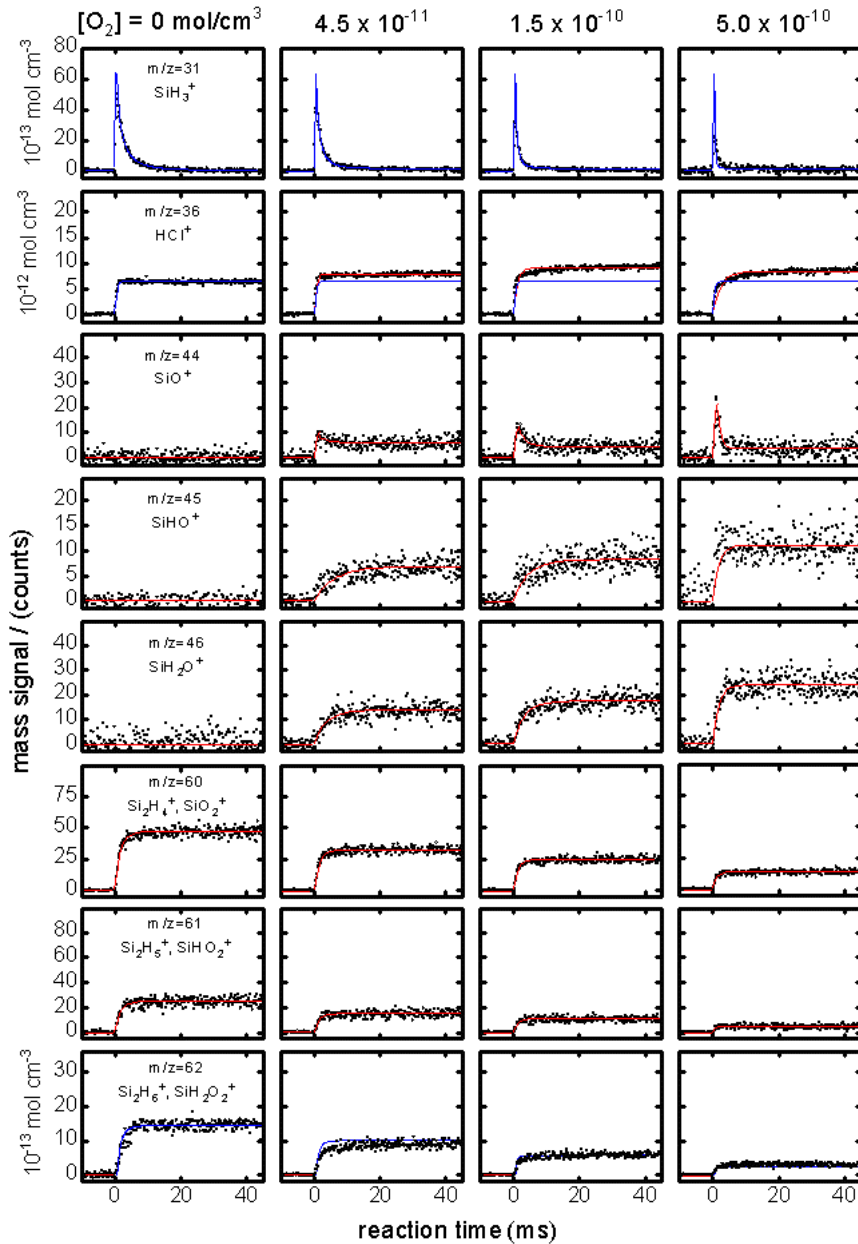 [O₂] = 0 mol/cm³ 4.5 x 10⁻¹¹ 1.5 x 10⁻¹⁰ 5.0 x 10⁻¹⁰
80
60
40
20
0
10⁻¹³ mol cm⁻³
m/z=31
SiH₃⁺
20
15
10
5
0
10⁻¹² mol cm⁻³
m/z=36
HCl⁺
40
30
20
10
0
m/z=44
SiO⁺
20
15
10
5
0
m/z=45
SiHO⁺
mass signal / (counts)
40
20
0
m/z=46
SiH₂O⁺
75
50
25
0
m/z=60
Si₂H₄⁺, SiO₂⁺
80
60
40
20
0
m/z=61
Si₂H₅⁺, SiHO₂⁺
30
20
10
0
10⁻¹³ mol cm⁻³
m/z=62
Si₂H₆⁺, SiH₂O₂⁺
0 20 40 0 20 40 0 20 40 0 20 40
reaction time (ms)